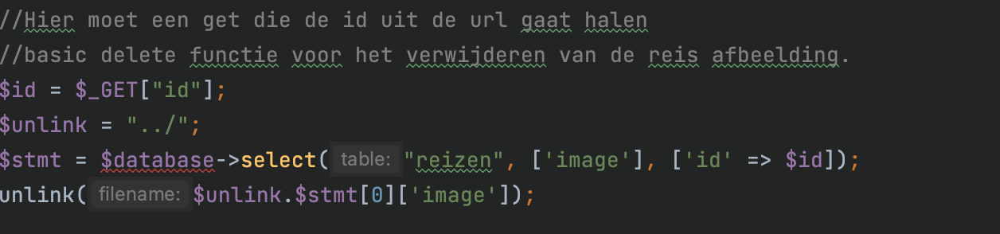 //Hier moet een get die de id uit de url gaat halen
//basic delete functie voor het verwijderen van de reis afbeelding.
$id = $_GET["id"];
$unlink = "../";
$stmt = $database->select( table: "reizen", ['image'], ['id' => $id]);
unlink( filename: $unlink.$stmt[0]['image']);